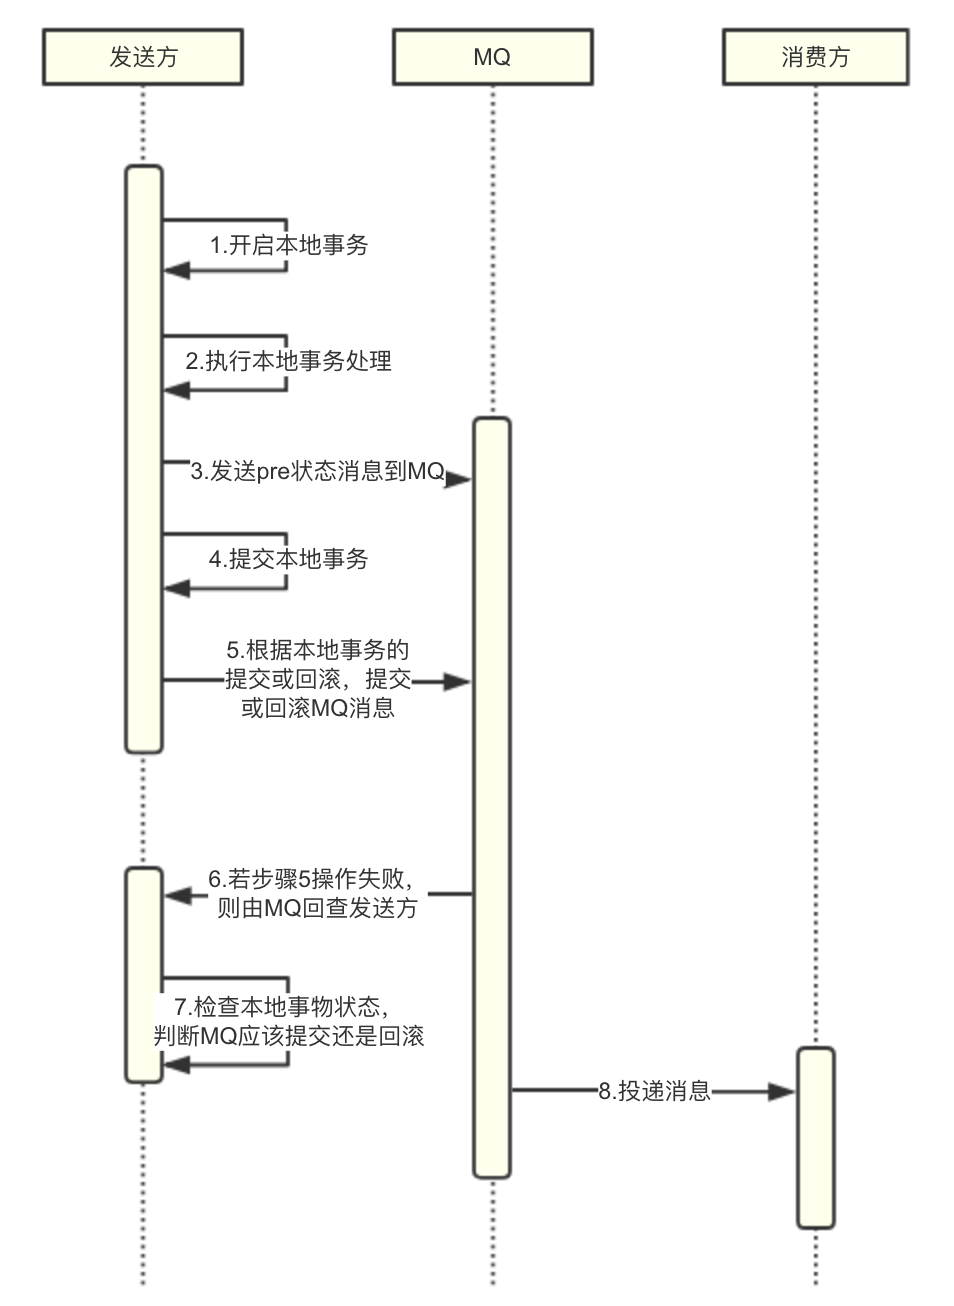 发送方
MQ
消费方
1.开启本地事务
2.执行本地事务处理
3.发送pre状态消息到MQ
4.提交本地事务
5.根据本地事务的
提交或回滚，提交
或回滚MQ消息
6.若步骤5操作失败，
则由MQ回查发送方
7.检查本地事物状态，
判断MQ应该提交还是回滚
8.投递消息